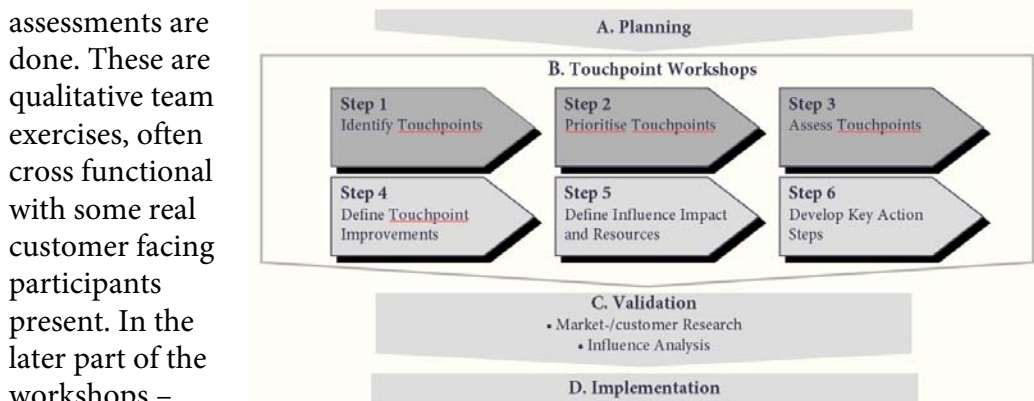 assessments are
done. These are
qualitative team
exercises, often
cross functional
with some real
customer facing
participants
present. In the
later part of the
workshops –
A. Planning
B. Touchpoint Workshops
Step 1
Identify Touchpoints
Step 2
Prioritise Touchpoints
Step 3
Assess Touchpoints
Step 4
Define Touchpoint
Improvements
Step 5
Define Influence Impact
and Resources
Step 6
Develop Key Action
Steps
C. Validation
• Market-/customer Research
• Influence Analysis
D. Implementation